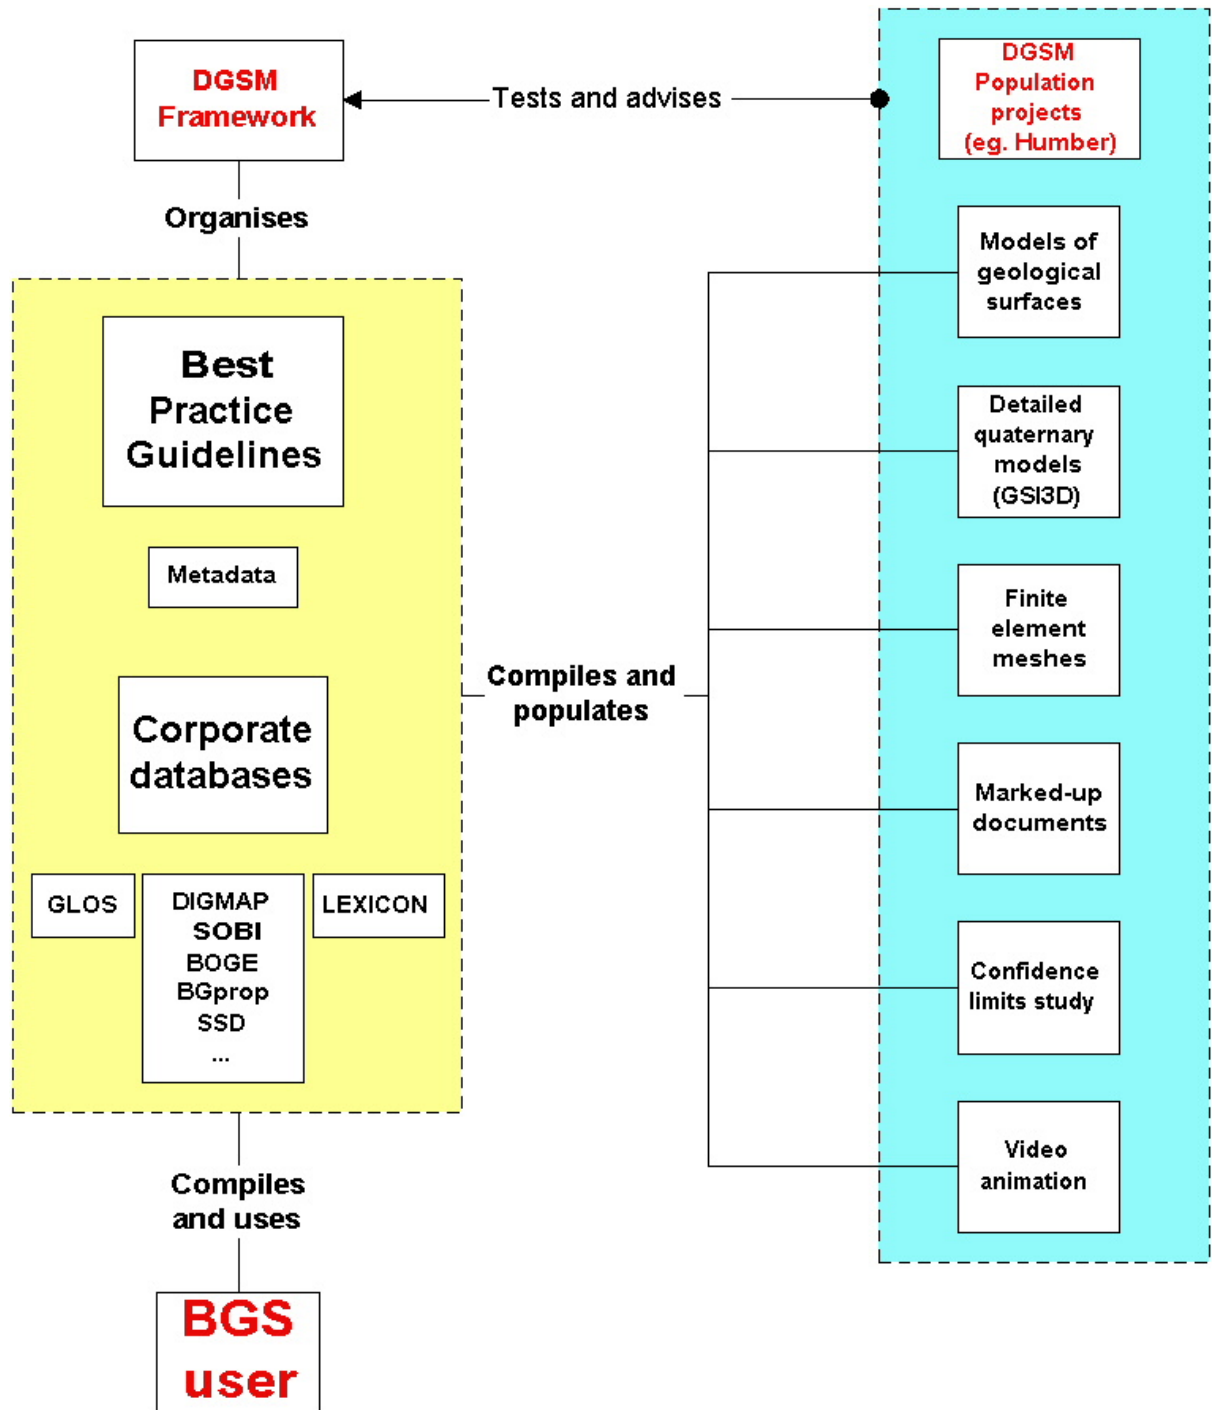 DGSM
Framework
Tests and advises
DGSM
Population
projects
(eg. Humber)
Organises
Best
Practice
Guidelines
Metadata
Corporate
databases
GLOS
DIGMAP
SOBI
BOGE
BGprop
SSD
...
LEXICON
Compiles and
populates
Models of
geological
surfaces
Detailed
quaternary
models
(GSI3D)
Finite
element
meshes
Marked-up
documents
Confidence
limits study
Video
animation
Compiles
and uses
BGS
user